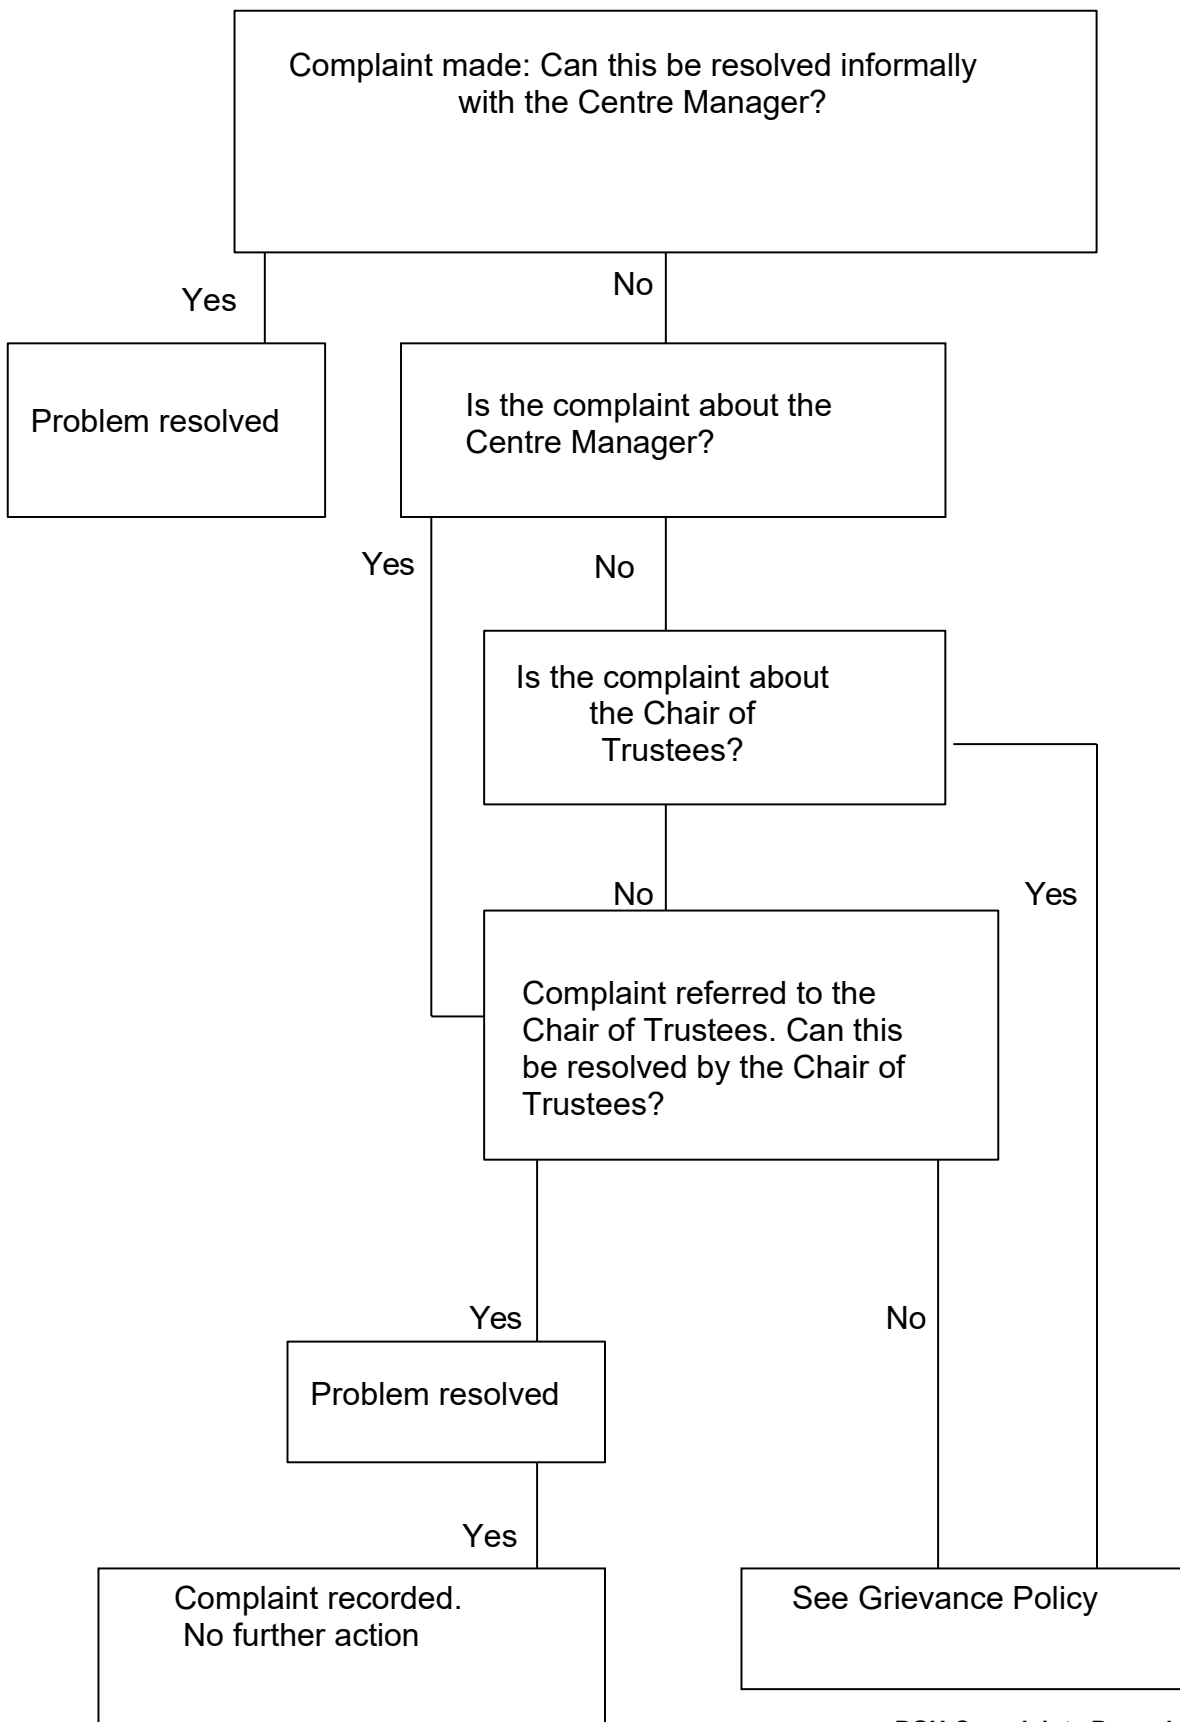 Complaint made: Can this be resolved informally
with the Centre Manager?
Yes
No
Problem resolved
Is the complaint about the
Centre Manager?
Yes
No
Is the complaint about
the Chair of
Trustees?
No
Yes
Complaint referred to the
Chair of Trustees. Can this
be resolved by the Chair of
Trustees?
Yes
No
Problem resolved
Yes
Complaint recorded.
No further action
See Grievance Policy